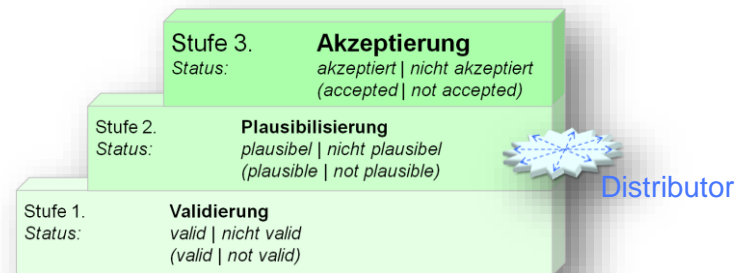 Stufe 3. Akzeptierung
Status: akzeptiert | nicht akzeptiert
(accepted | not accepted)
Stufe 2. Plausibilisierung
Status: plausibel | nicht plausibel
(plausible | not plausible)
Distributor
Stufe 1. Validierung
Status: valid | nicht valid
(valid | not valid)